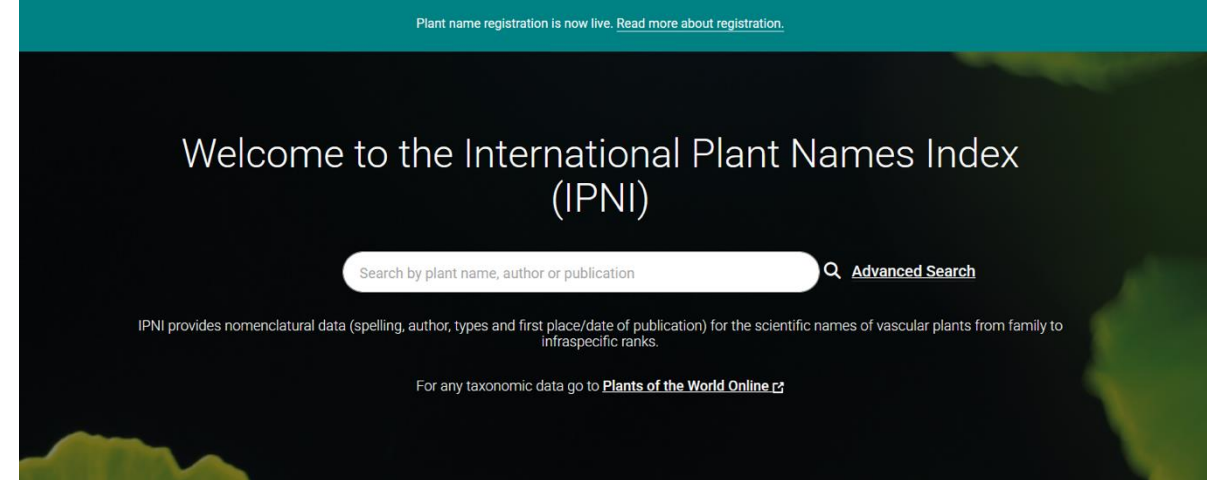 Plant name registration is now live. Read more about registration.
Welcome to the International Plant Names Index
(IPNI)
Search by plant name, author or publication
Advanced Search
IPNI provides nomenclatural data (spelling, author, types and first place/date of publication) for the scientific names of vascular plants from family to
infraspecific ranks.
For any taxonomic data go to Plants of the World Online